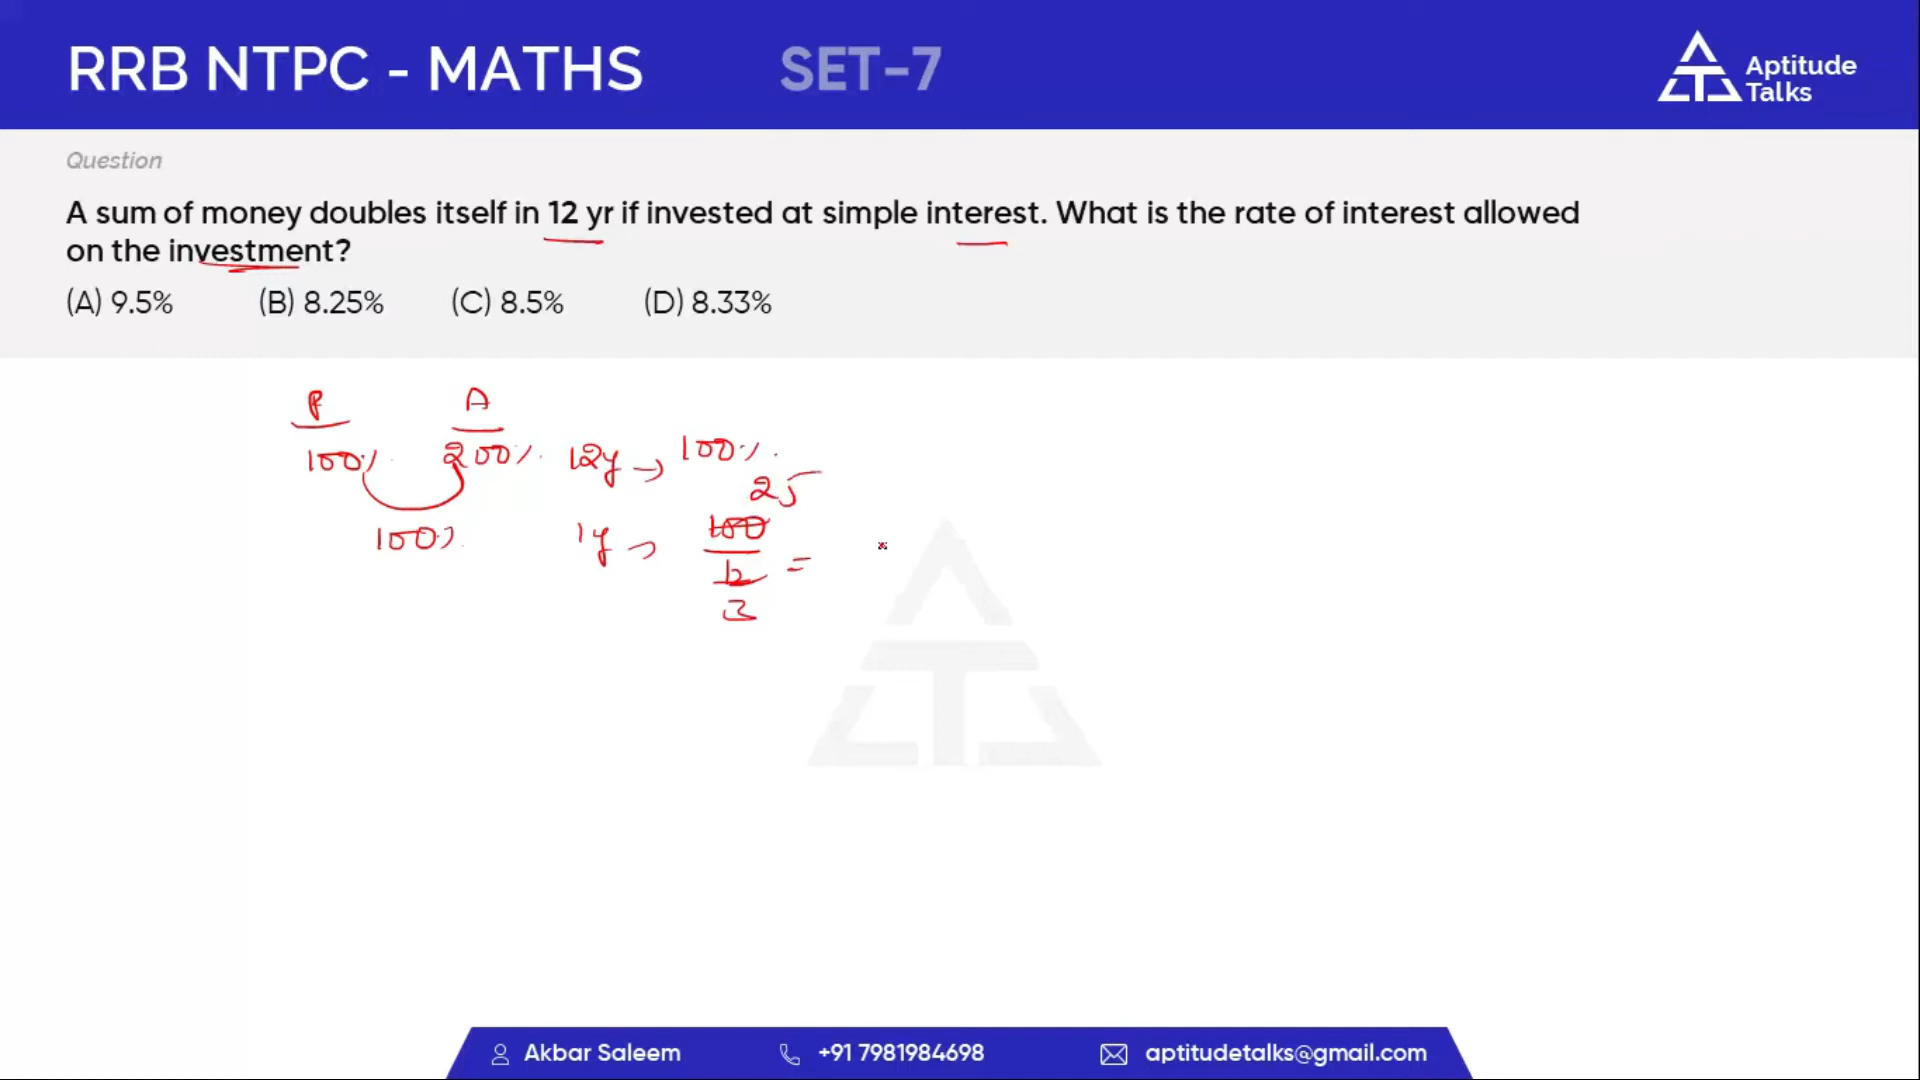 RRB NTPC - MATHS SET-7
Aptitude
Talks
Question
A sum of money doubles itself in 12 yr if invested at simple interest. What is the rate of interest allowed
on the investment?
(A) 9.5% (B) 8.25% (C) 8.5% (D) 8.33%
P A
100% 200% 12y → 100%
25
100% 1y → 100
12 =
3
Akbar Saleem +91 7981984698 aptitudetalks@gmail.com